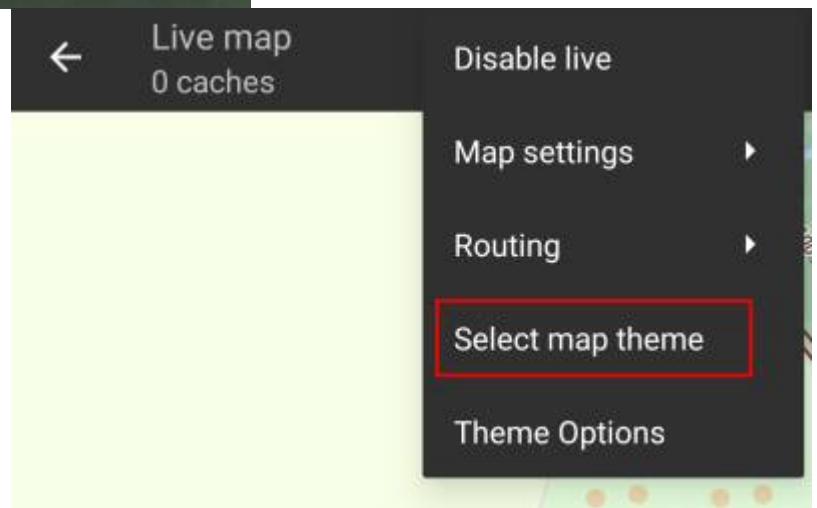 Live map
0 caches
Disable live
Map settings
Routing
Select map theme
Theme Options